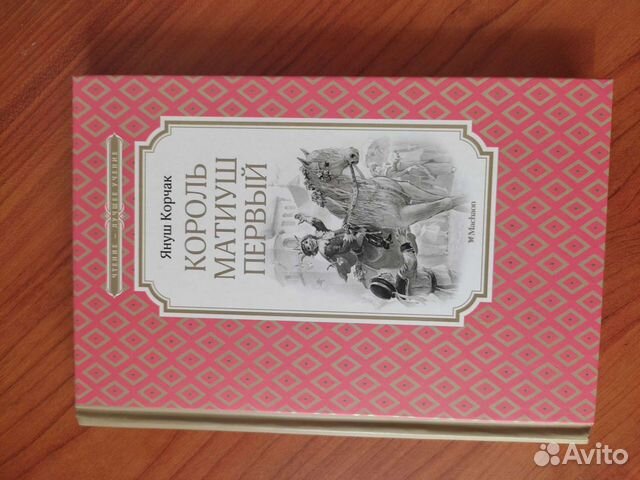 ЧТЕНИЕ – ЛУЧШЕЕ УЧЕНИЕ
Януш Корчак
КОРОЛЬ
МАТИУШ
ПЕРВЫЙ
Machaon
Avito